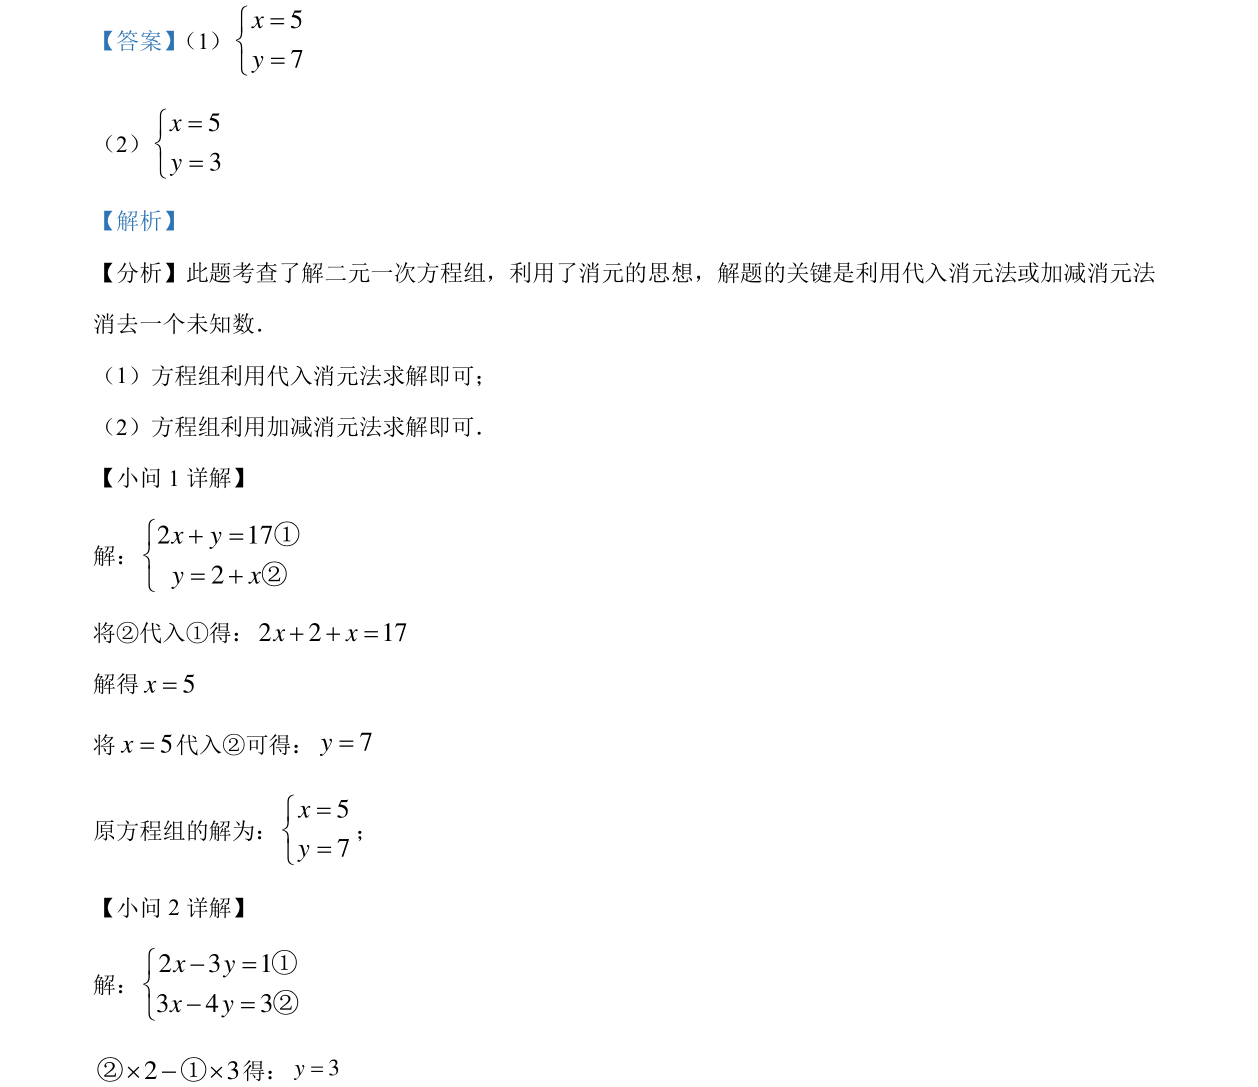 【答案】（1）{x=5
y=7
（2）{x=5
y=3
【解析】
【分析】此题考查了解二元一次方程组，利用了消元的思想，解题的关键是利用代入消元法或加减消元法
消去一个未知数．
（1）方程组利用代入消元法求解即可；
（2）方程组利用加减消元法求解即可．
【小问 1 详解】
解：{2x+y=17①
y=2+x②
将②代入①得：2x+2+x=17
解得 x=5
将 x=5代入②可得：y=7
原方程组的解为：{x=5
y=7；
【小问 2 详解】
解：{2x−3y=1①
3x−4y=3②
②×2−①×3得：y=3